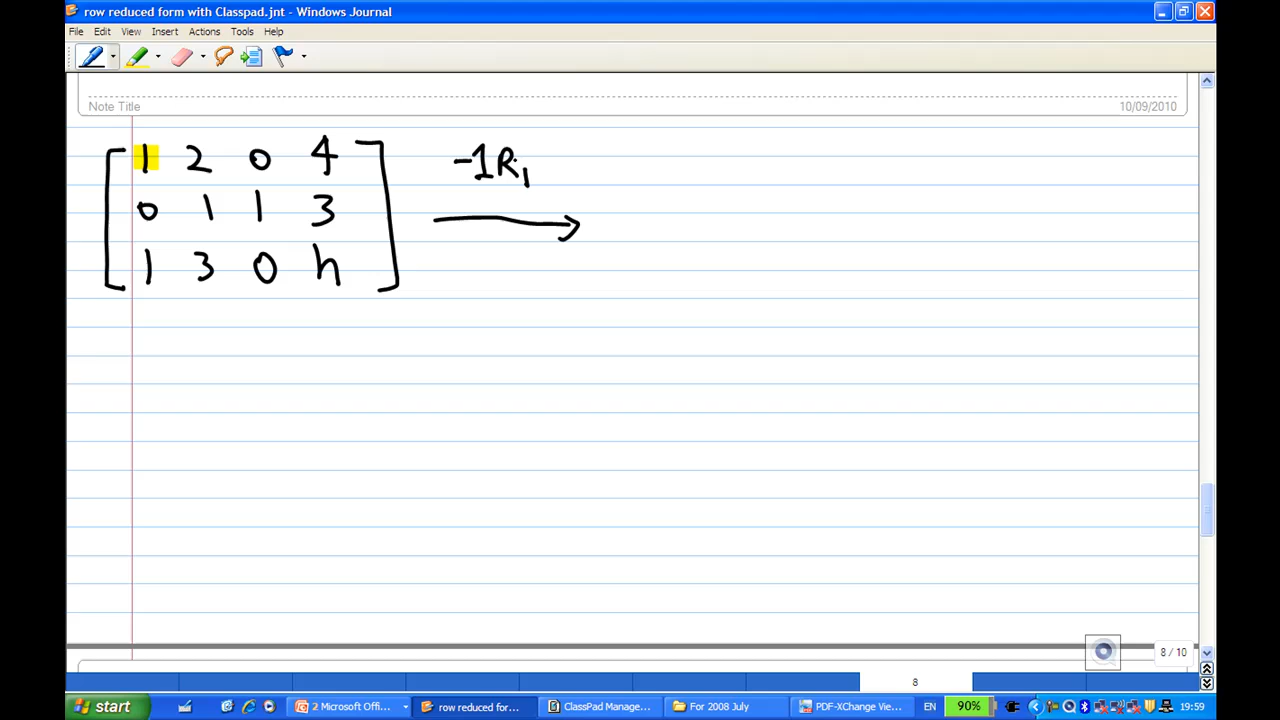 row reduced form with Classpad.jnt - Windows Journal
File Edit View Insert Actions Tools Help
Note Title
10/09/2010
1 2 0 4
-1R₁
0 1 1 3
1 3 0 h
8 / 10
8
start
2 Microsoft Offi...
row reduced for...
ClassPad Manage...
For 2008 July
PDF-XChange Vie...
EN
90%
19:59